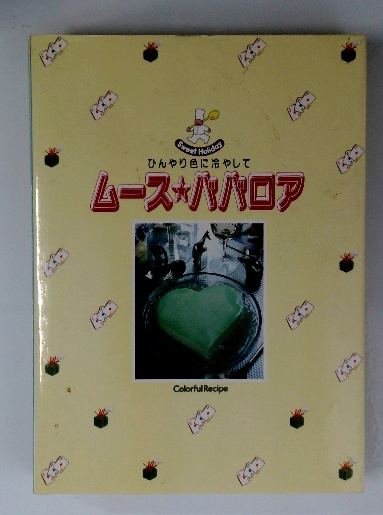 Sweet Holiday
ひんやり色に冷やして
ムース☆ババロア
Colorful Recipe